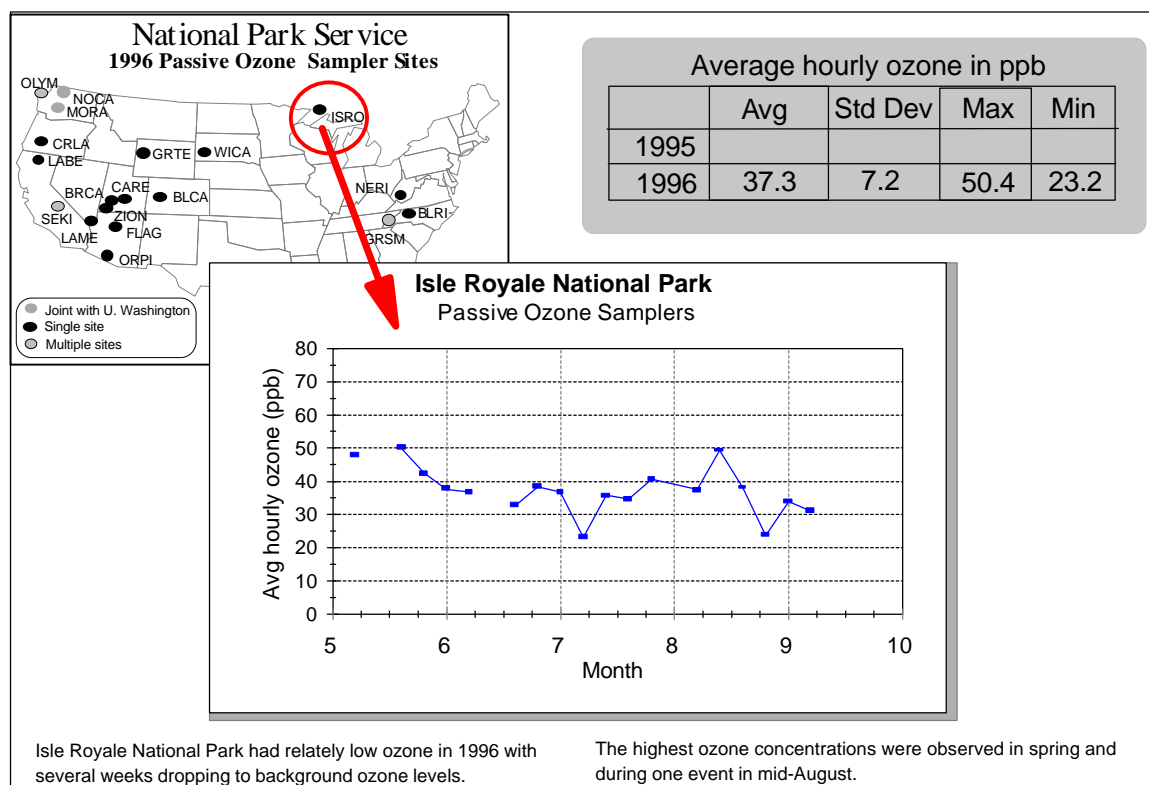 National Park Service
1996 Passive Ozone Sampler Sites
OLYM
NOCA
MORA
ISRO
CRLA
LABE
GRTE
WICA
NERI
BRCA
CARE
BLCA
BLRI
SEKI
ZION
LAME
FLAG
GRSM
ORPI
Joint with U. Washington
Single site
Multiple sites
Average hourly ozone in ppb
Avg Std Dev Max Min
1995
1996 37.3 7.2 50.4 23.2
Isle Royale National Park
Passive Ozone Samplers
Avg hourly ozone (ppb)
80
70
60
50
40
30
20
10
0
5 6 7 8 9 10
Month
Isle Royale National Park had relately low ozone in 1996 with
several weeks dropping to background ozone levels.
The highest ozone concentrations were observed in spring and
during one event in mid-August.